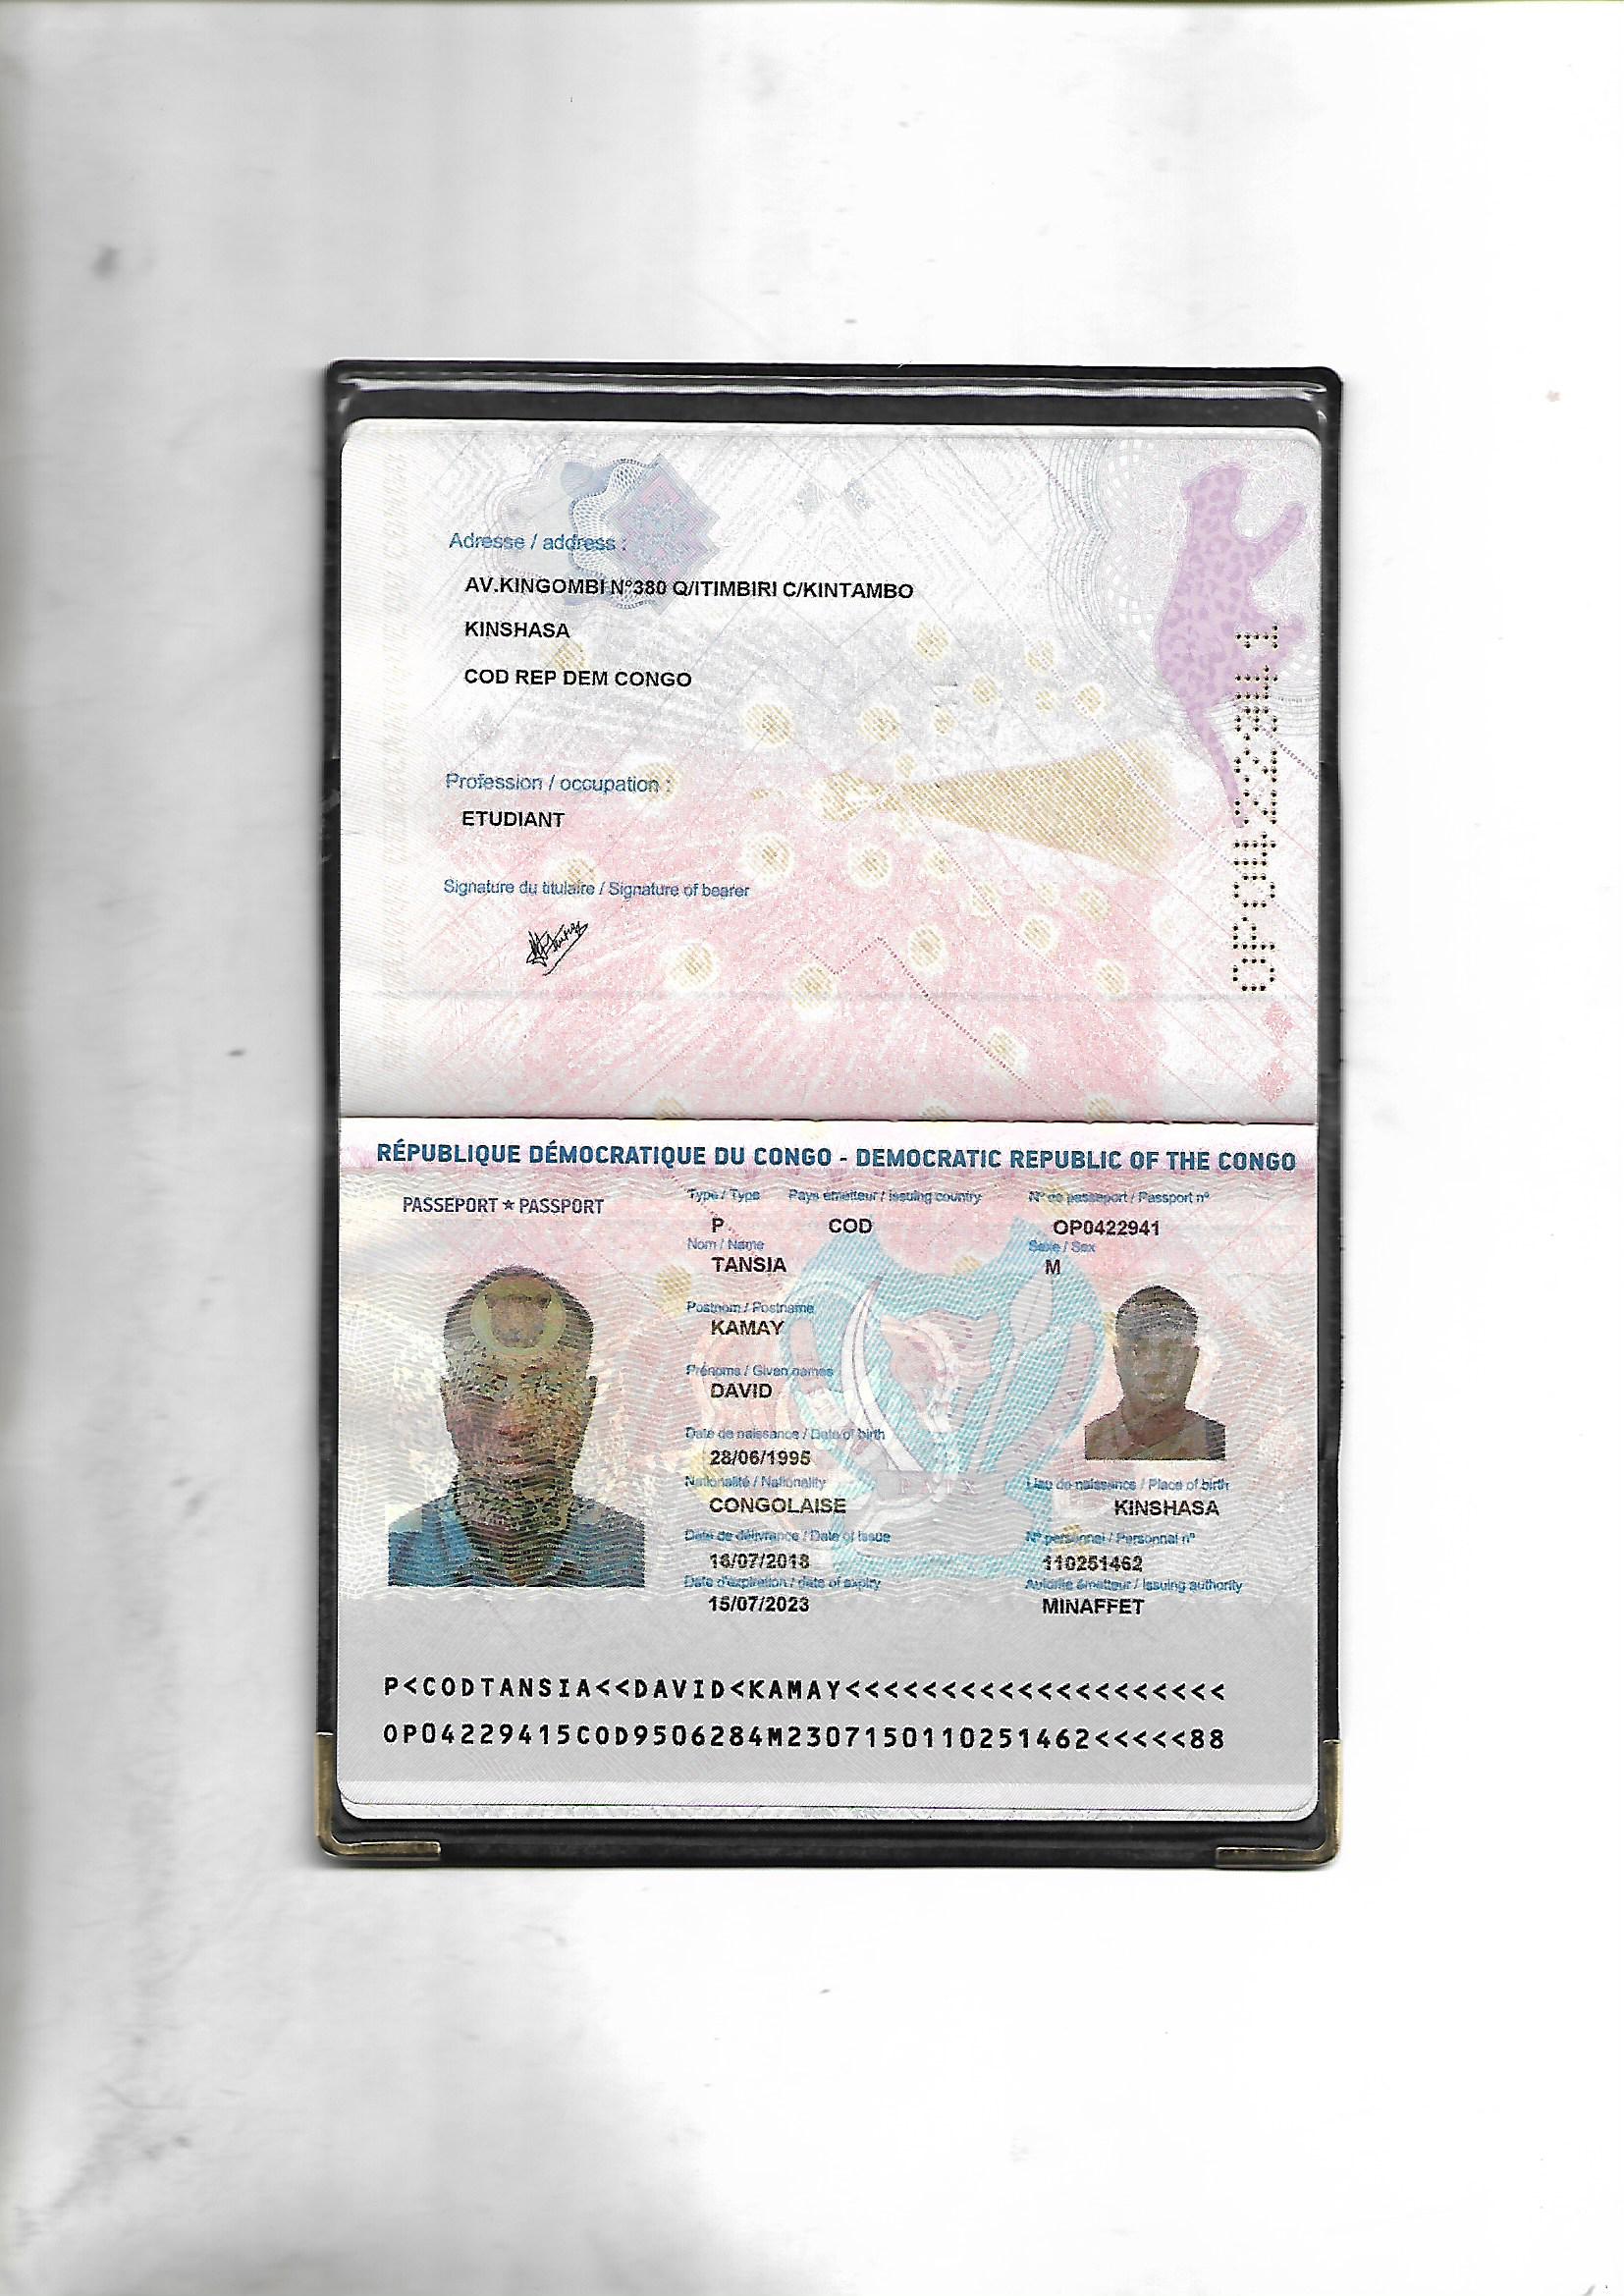 Adresse / address :
AV.KINGOMBI N°380 Q/ITIMBIRI C/KINTAMBO
KINSHASA
COD REP DEM CONGO
Profession / occupation :
ETUDIANT
Signature du titulaire / Signature of bearer
OP0422941
RÉPUBLIQUE DÉMOCRATIQUE DU CONGO - DEMOCRATIC REPUBLIC OF THE CONGO
PASSEPORT ★ PASSPORT
Type / Type Pays émetteur / Issuing country N° de passeport / Passport n°
P COD OP0422941
Nom / Name Sexe / Sex
TANSIA M
Postnom / Postname
KAMAY
Prénoms / Given names
DAVID
Date de naissance / Date of birth
28/06/1995
Nationalité / Nationality Lieu de naissance / Place of birth
CONGOLAISE KINSHASA
Date de délivrance / Date of issue N° personnel / Personnal n°
16/07/2018 110251462
Date d'expiration / date of expiry Autorité émetteur / Issuing authority
15/07/2023 MINAFFET
PAIX
P<CODTANSIA<<DAVID<KAMAY<<<<<<<<<<<<<<<<<<<<
OP04229415COD9506284M2307150110251462<<<<<88